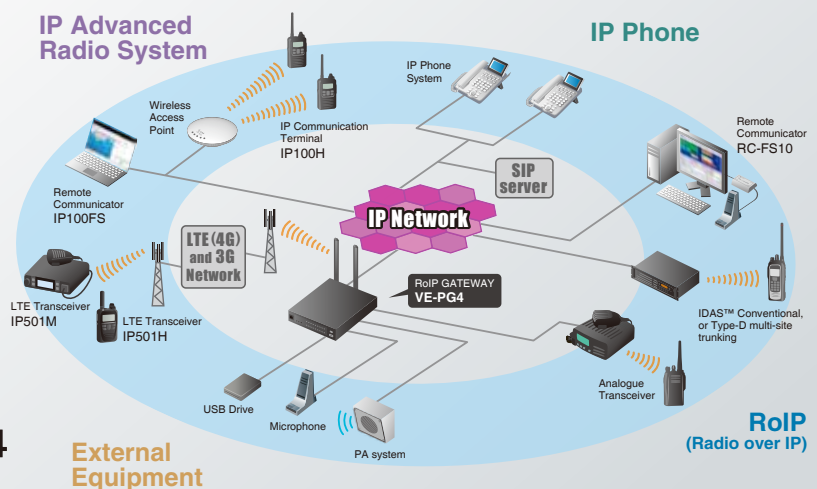 IP Advanced
Radio System
IP Phone
IP Phone
System
Wireless
Access
Point
IP Communication
Terminal
IP100H
Remote
Communicator
RC-FS10
SIP
server
Remote
Communicator
IP100FS
IP Network
LTE(4G)
and 3G
Network
RoIP GATEWAY
VE-PG4
LTE Transceiver
IP501M
LTE Transceiver
IP501H
IDAS™ Conventional,
or Type-D multi-site
trunking
Analogue
Transceiver
USB Drive
Microphone
PA system
RoIP
(Radio over IP)
4
External
Equipment